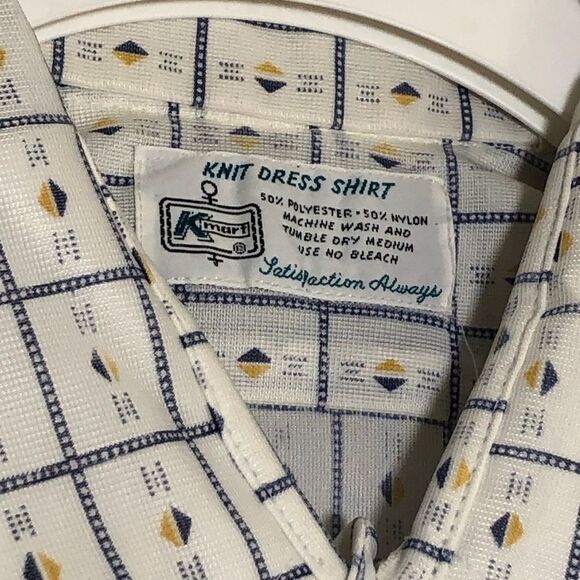 KNIT DRESS SHIRT
50% POLYESTER • 50% NYLON
MACHINE WASH AND
TUMBLE DRY MEDIUM
USE NO BLEACH
Kmart ®
Satisfaction Always